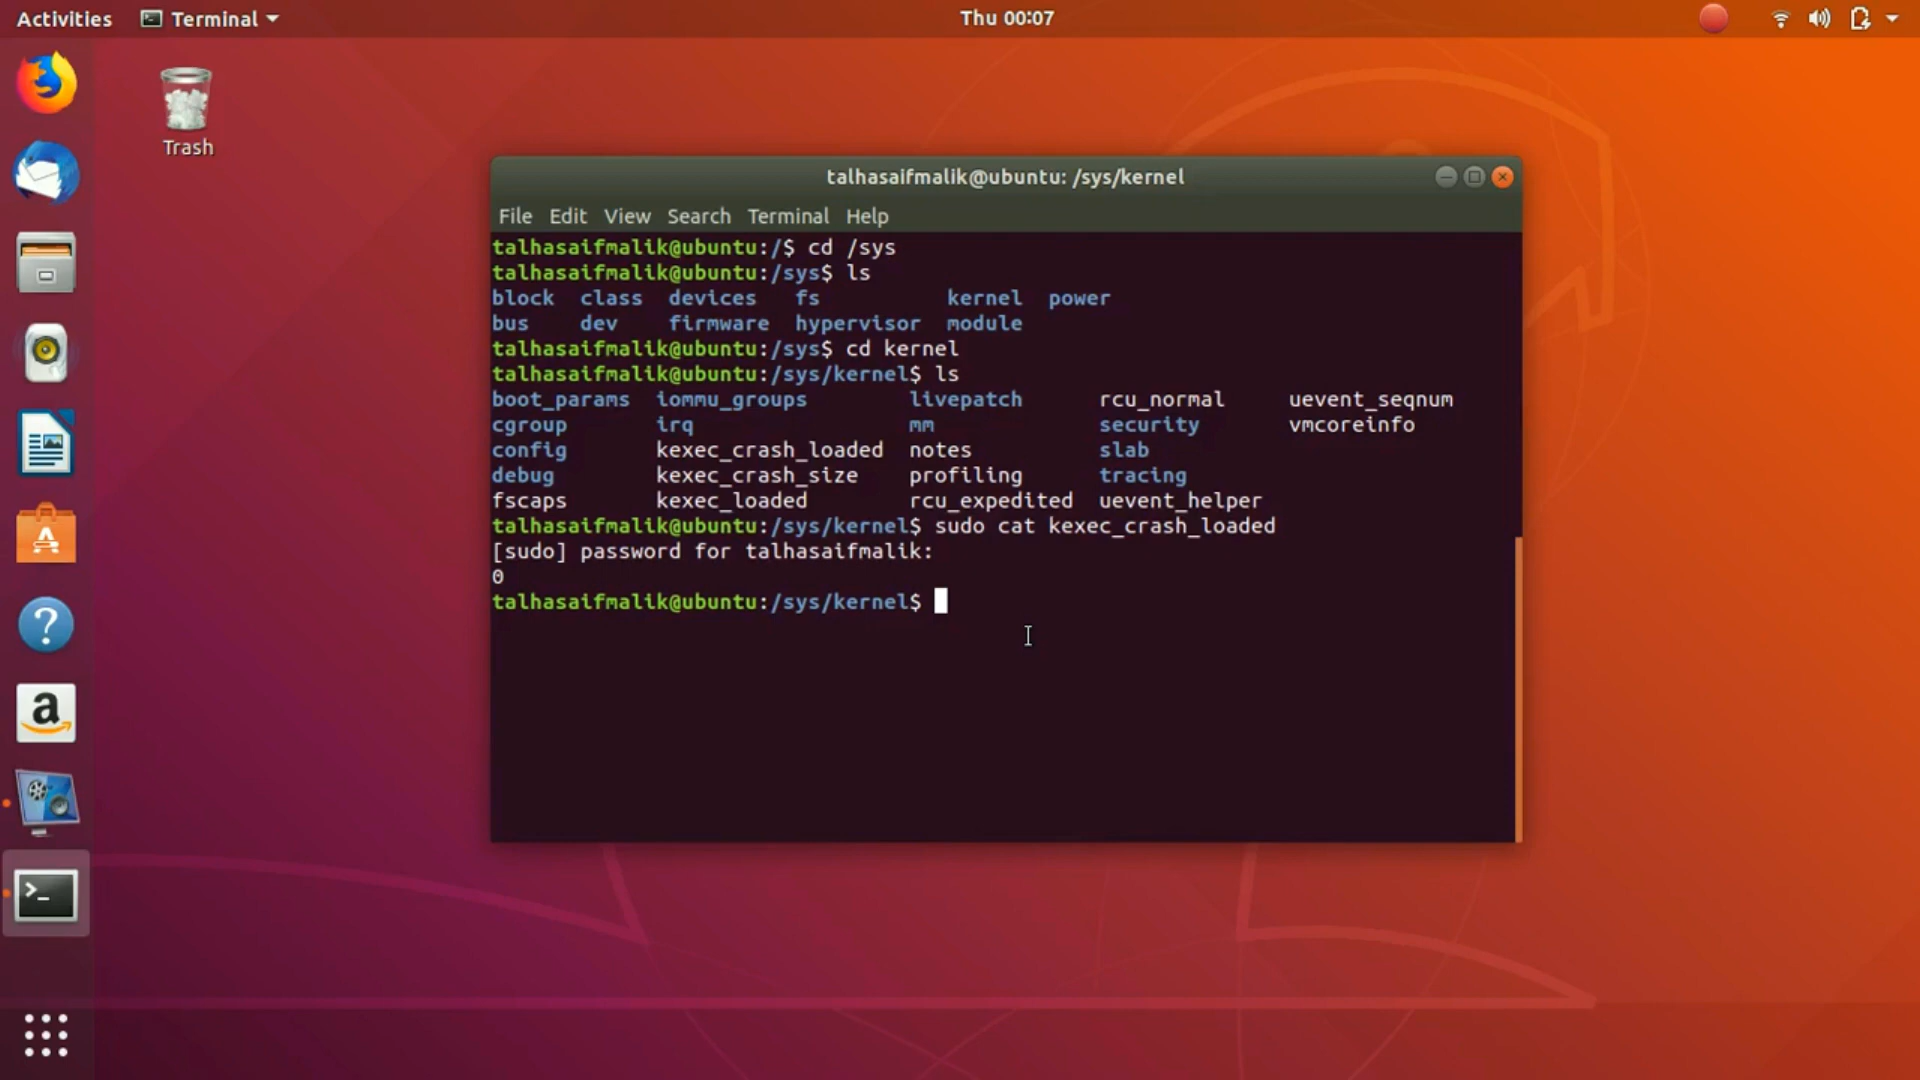 Activities Terminal Thu 00:07
Trash
talhasaifmalik@ubuntu: /sys/kernel
File Edit View Search Terminal Help
talhasaifmalik@ubuntu:/$ cd /sys
talhasaifmalik@ubuntu:/sys$ ls
block class devices fs kernel power
bus dev firmware hypervisor module
talhasaifmalik@ubuntu:/sys$ cd kernel
talhasaifmalik@ubuntu:/sys/kernel$ ls
boot_params iommu_groups livepatch rcu_normal uevent_seqnum
cgroup irq mm security vmcoreinfo
config kexec_crash_loaded notes slab
debug kexec_crash_size profiling tracing
fscaps kexec_loaded rcu_expedited uevent_helper
talhasaifmalik@ubuntu:/sys/kernel$ sudo cat kexec_crash_loaded
[sudo] password for talhasaifmalik:
0
talhasaifmalik@ubuntu:/sys/kernel$